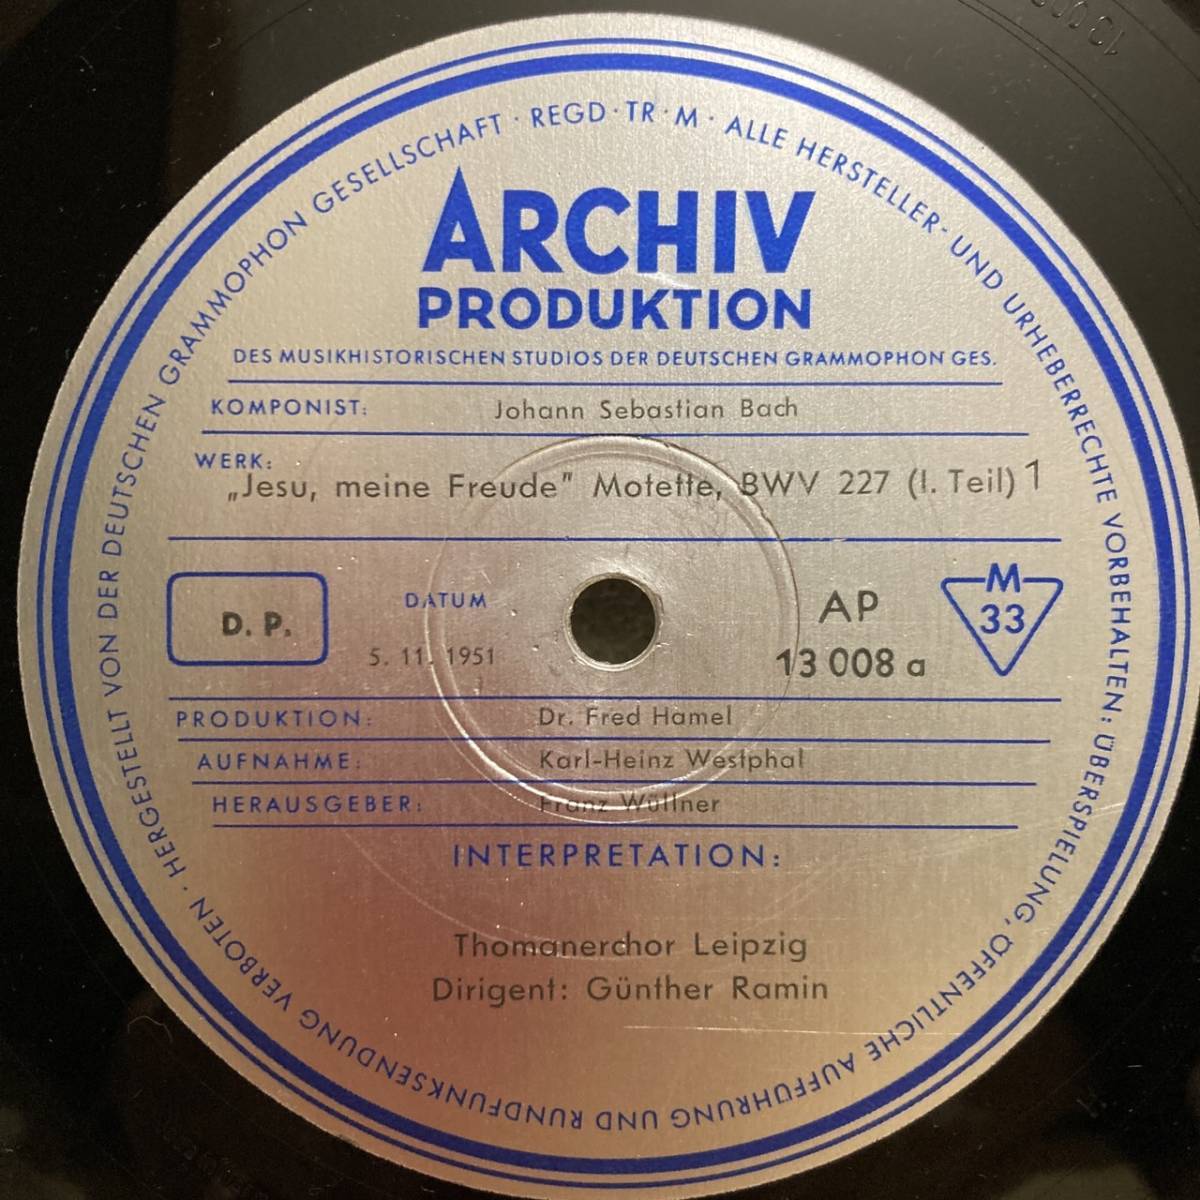 HERGESTELLT VON DER DEUTSCHEN GRAMMOPHON GESELLSCHAFT · REGD · TR · M · ALLE HERSTELLER- UND URHEBERRECHTE VORBEHALTEN; ÜBERSPIELUNG, ÖFFENTLICHE AUFFÜHRUNG UND RUNDFUNKSENDUNG VERBOTEN ·
ARCHIV
PRODUKTION
DES MUSIKHISTORISCHEN STUDIOS DER DEUTSCHEN GRAMMOPHON GES.
KOMPONIST: Johann Sebastian Bach
WERK:
„Jesu, meine Freude" Motette, BWV 227 (I. Teil) 1
D. P.
DATUM
5. 11. 1951
AP
13 008 a
M
33
PRODUKTION: Dr. Fred Hamel
AUFNAHME: Karl-Heinz Westphal
HERAUSGEBER: Franz Wüllner
INTERPRETATION:
Thomanerchor Leipzig
Dirigent: Günther Ramin